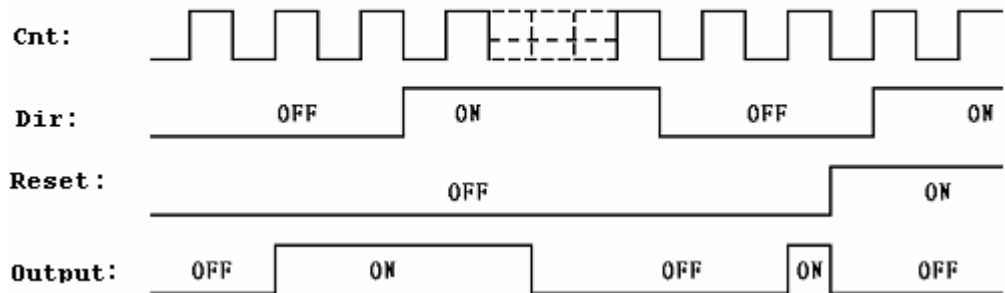 Cnt:
Dir: OFF ON OFF ON
Reset: OFF ON
Output: OFF ON OFF ON OFF